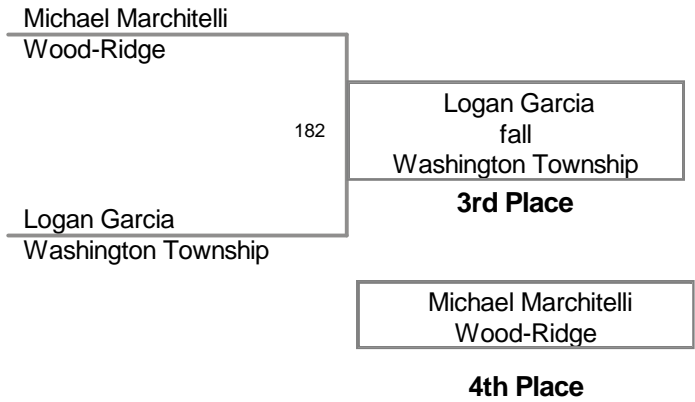 Michael Marchitelli
Wood-Ridge
182
Logan Garcia
fall
Washington Township
3rd Place
Logan Garcia
Washington Township
Michael Marchitelli
Wood-Ridge
4th Place